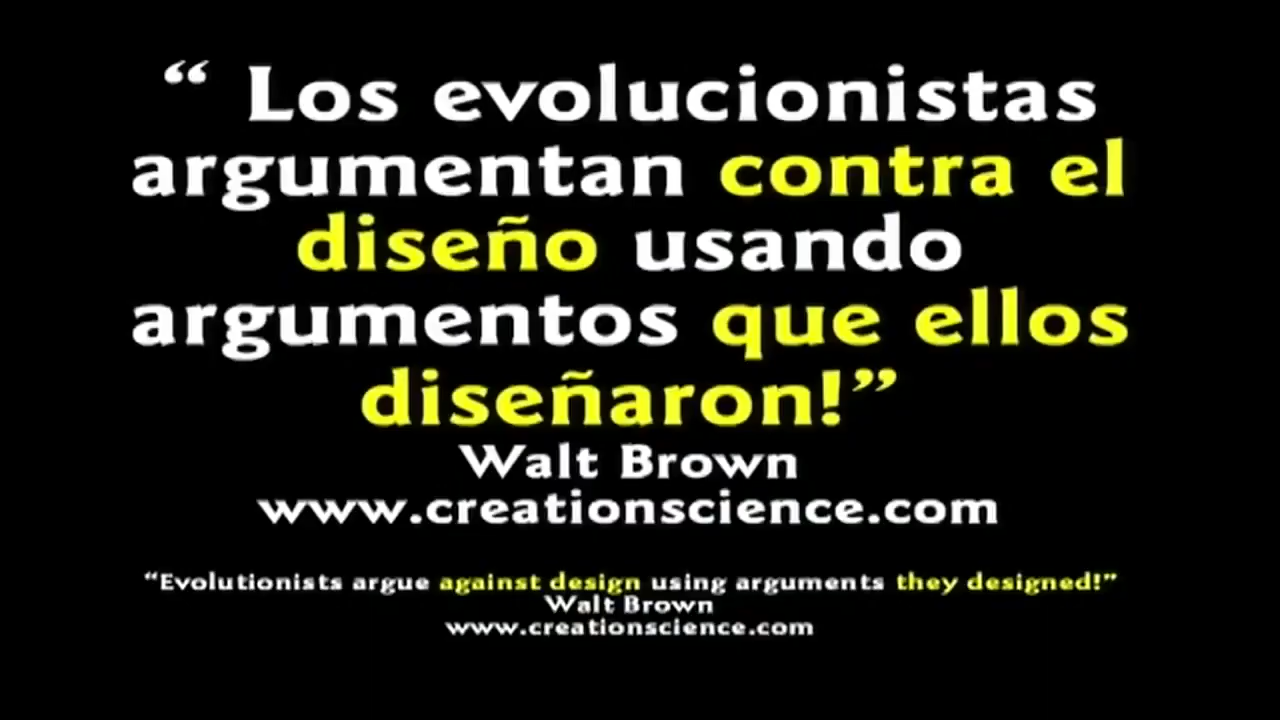 “ Los evolucionistas
argumentan contra el
diseño usando
argumentos que ellos
diseñaron!”
Walt Brown
www.creationscience.com
“Evolutionists argue against design using arguments they designed!”
Walt Brown
www.creationscience.com